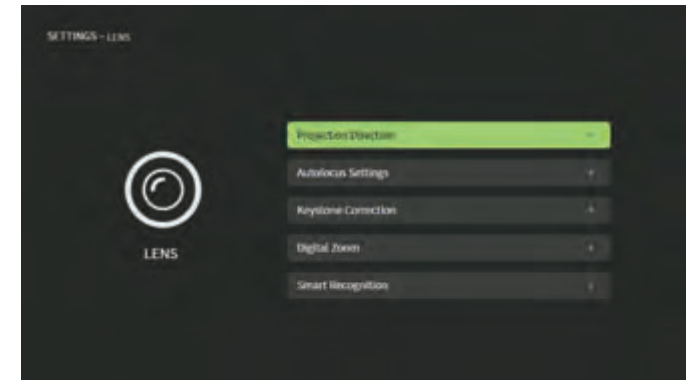 SETTINGS - LENS
Projection Direction
Autofocus Settings
Keystone Correction
Digital Zoom
Smart Recognition
LENS